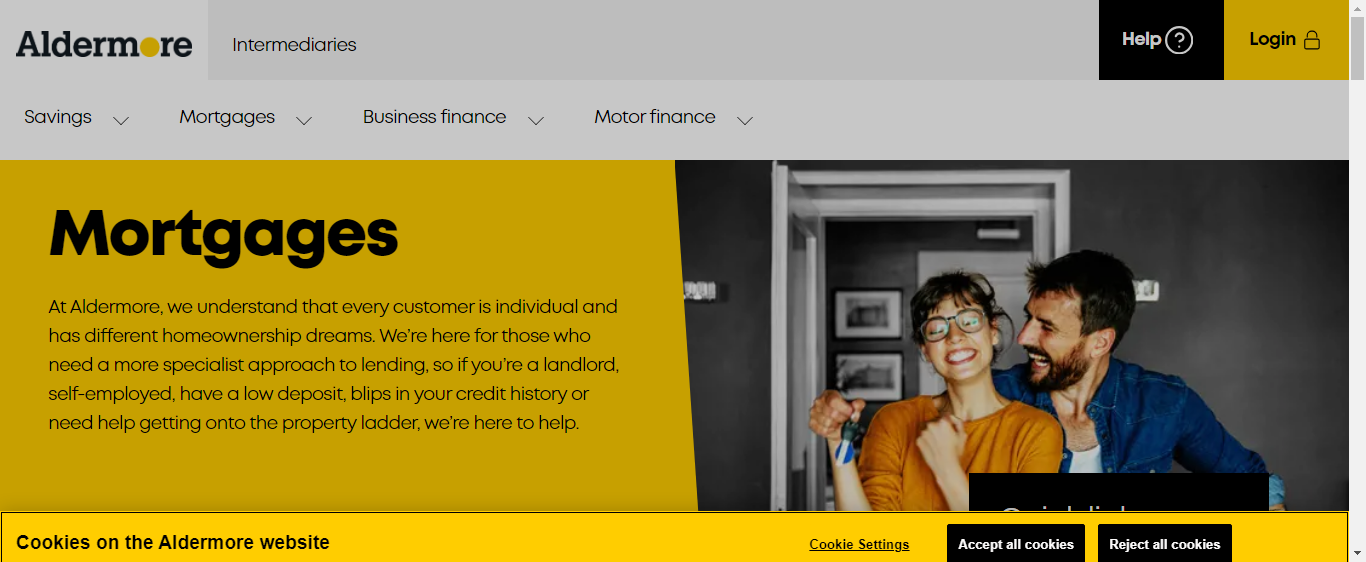 Aldermore
Intermediaries
Help
Login
Savings
Mortgages
Business finance
Motor finance
Mortgages
At Aldermore, we understand that every customer is individual and
has different homeownership dreams. We’re here for those who
need a more specialist approach to lending, so if you’re a landlord,
self-employed, have a low deposit, blips in your credit history or
need help getting onto the property ladder, we’re here to help.
Cookies on the Aldermore website
Cookie Settings
Accept all cookies
Reject all cookies